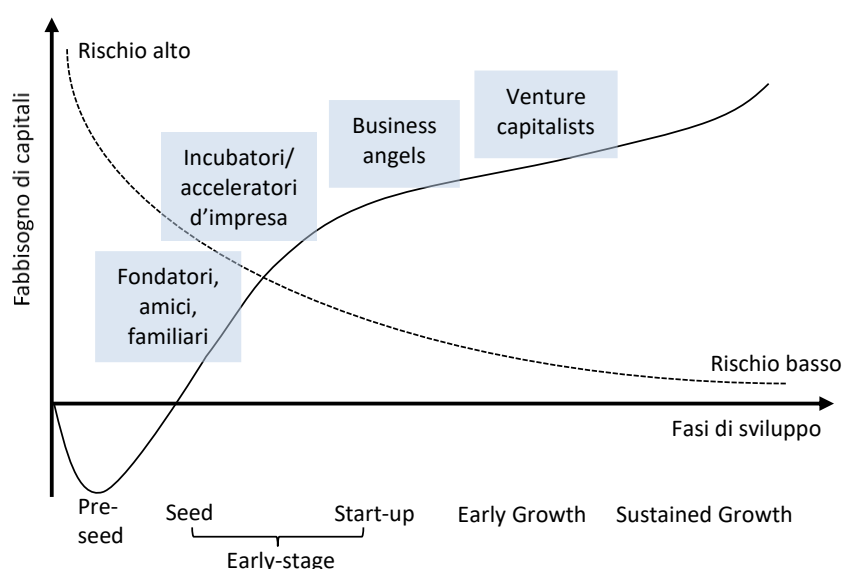 Rischio alto
Fabbisogno di capitali
Venture
capitalists
Business
angels
Incubatori/
acceleratori
d’impresa
Fondatori,
amici,
familiari
Rischio basso
Fasi di sviluppo
Pre-
seed
Seed
Start-up
Early Growth
Sustained Growth
Early-stage